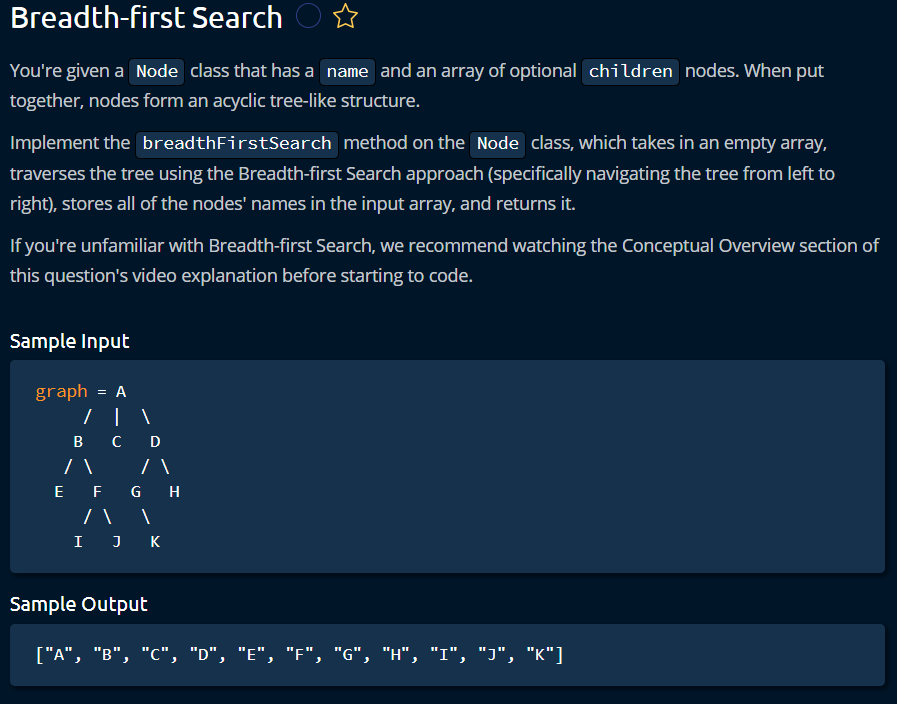 Breadth-first Search
You're given a Node class that has a name and an array of optional children nodes. When put
together, nodes form an acyclic tree-like structure.
Implement the breadthFirstSearch method on the Node class, which takes in an empty array,
traverses the tree using the Breadth-first Search approach (specifically navigating the tree from left to
right), stores all of the nodes' names in the input array, and returns it.
If you're unfamiliar with Breadth-first Search, we recommend watching the Conceptual Overview section of
this question's video explanation before starting to code.
Sample Input
graph = A
     /  |  \
    B   C   D
   / \     / \
  E   F   G   H
     / \   \
    I   J   K
Sample Output
["A", "B", "C", "D", "E", "F", "G", "H", "I", "J", "K"]